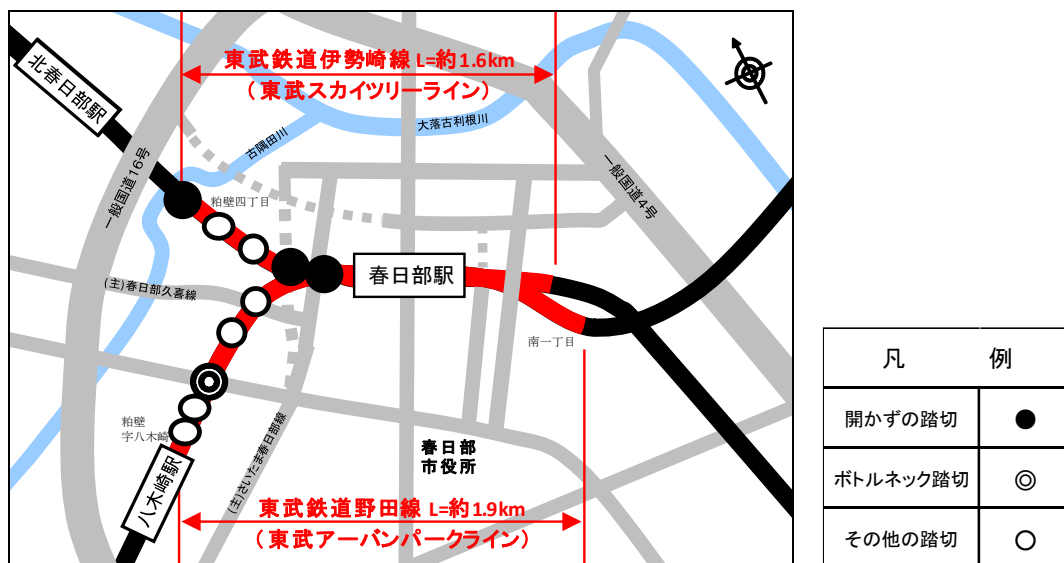 東武鉄道伊勢崎線 L=約1.6km
(東武スカイツリーライン)
北春日部駅
一般国道16号
古隅田川
大落古利根川
一般国道4号
粕壁四丁目
(主)春日部久喜線
春日部駅
南一丁目
粕壁
字八木崎
(主)さいたま春日部線
春日部
市役所
八木崎駅
東武鉄道野田線 L=約1.9km
(東武アーバンパークライン)
凡 例
開かずの踏切
ボトルネック踏切
その他の踏切